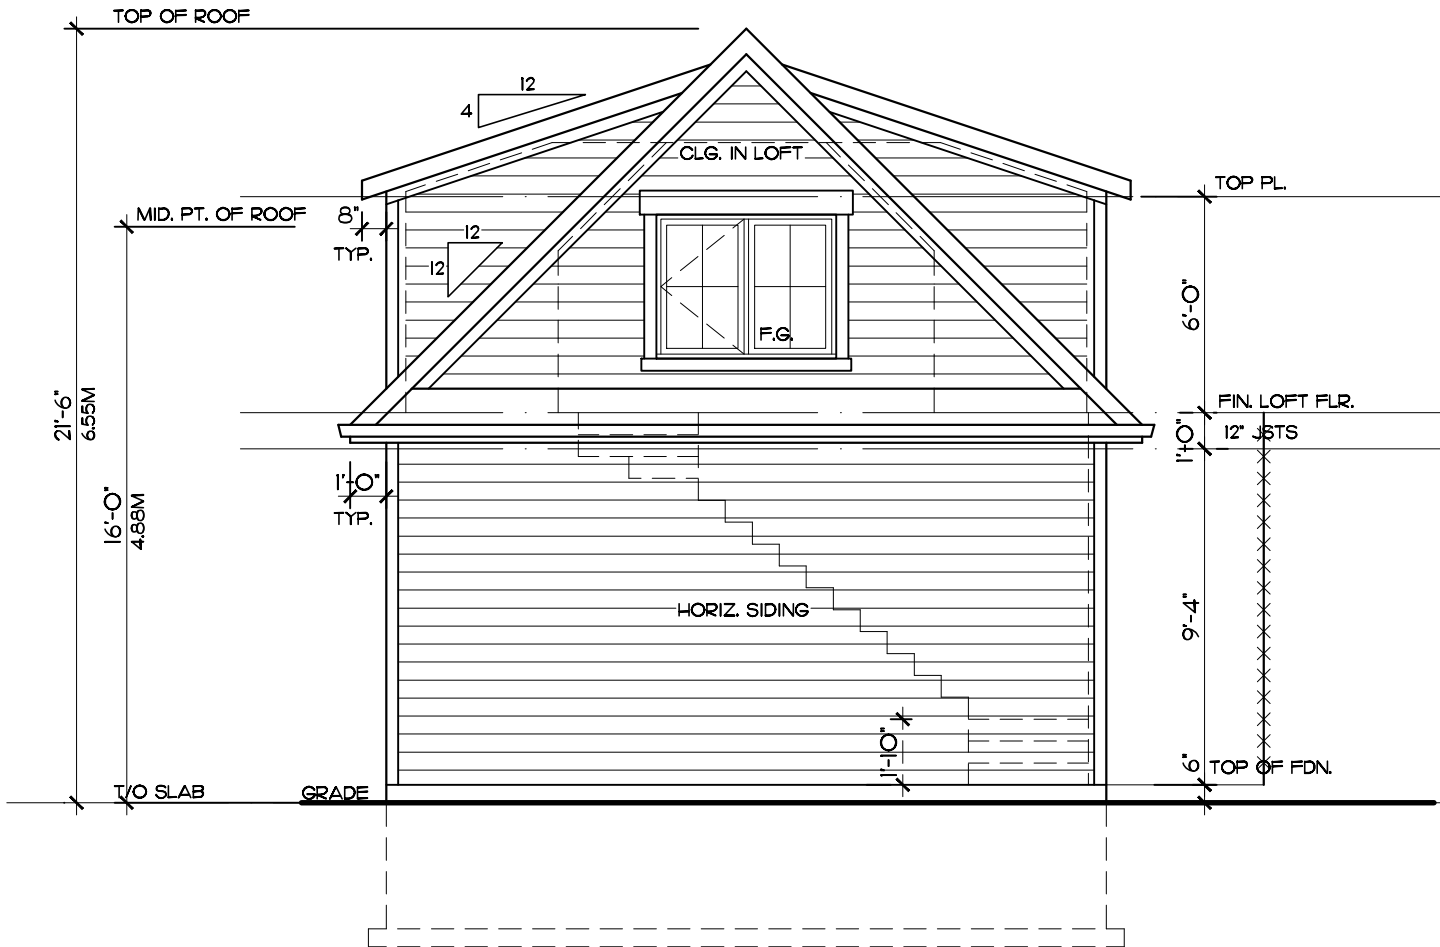 TOP OF ROOF
12
4
CLG. IN LOFT
TOP PL.
MID. PT. OF ROOF
8"
TYP.
12
12
6'-0"
F.G.
21'-6"
6.55M
FIN. LOFT FLR.
12" JSTS
1'-0"
1'-0"
TYP.
16'-0"
4.88M
HORIZ. SIDING
9'-4"
1'-10"
6"
TOP OF FDN.
T/O SLAB
GRADE